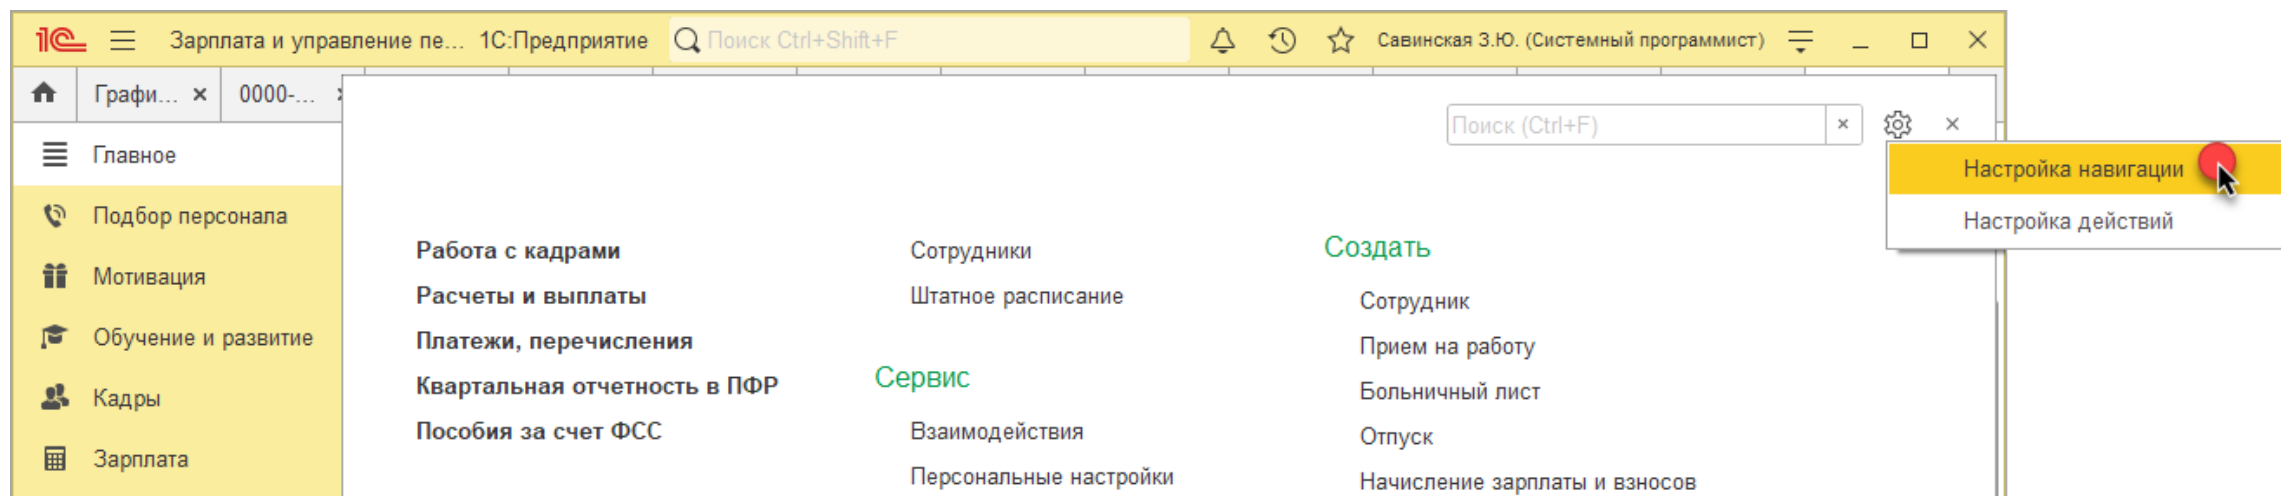 1С Зарплата и управление пе... 1С:Предприятие Поиск Ctrl+Shift+F Савинская З.Ю. (Системный программист)
Графи... 0000-...
Поиск (Ctrl+F)
Настройка навигации
Настройка действий
Главное
Подбор персонала
Мотивация
Обучение и развитие
Кадры
Зарплата
Работа с кадрами
Расчеты и выплаты
Платежи, перечисления
Квартальная отчетность в ПФР
Пособия за счет ФСС
Сотрудники
Штатное расписание
Сервис
Взаимодействия
Персональные настройки
Создать
Сотрудник
Прием на работу
Больничный лист
Отпуск
Начисление зарплаты и взносов